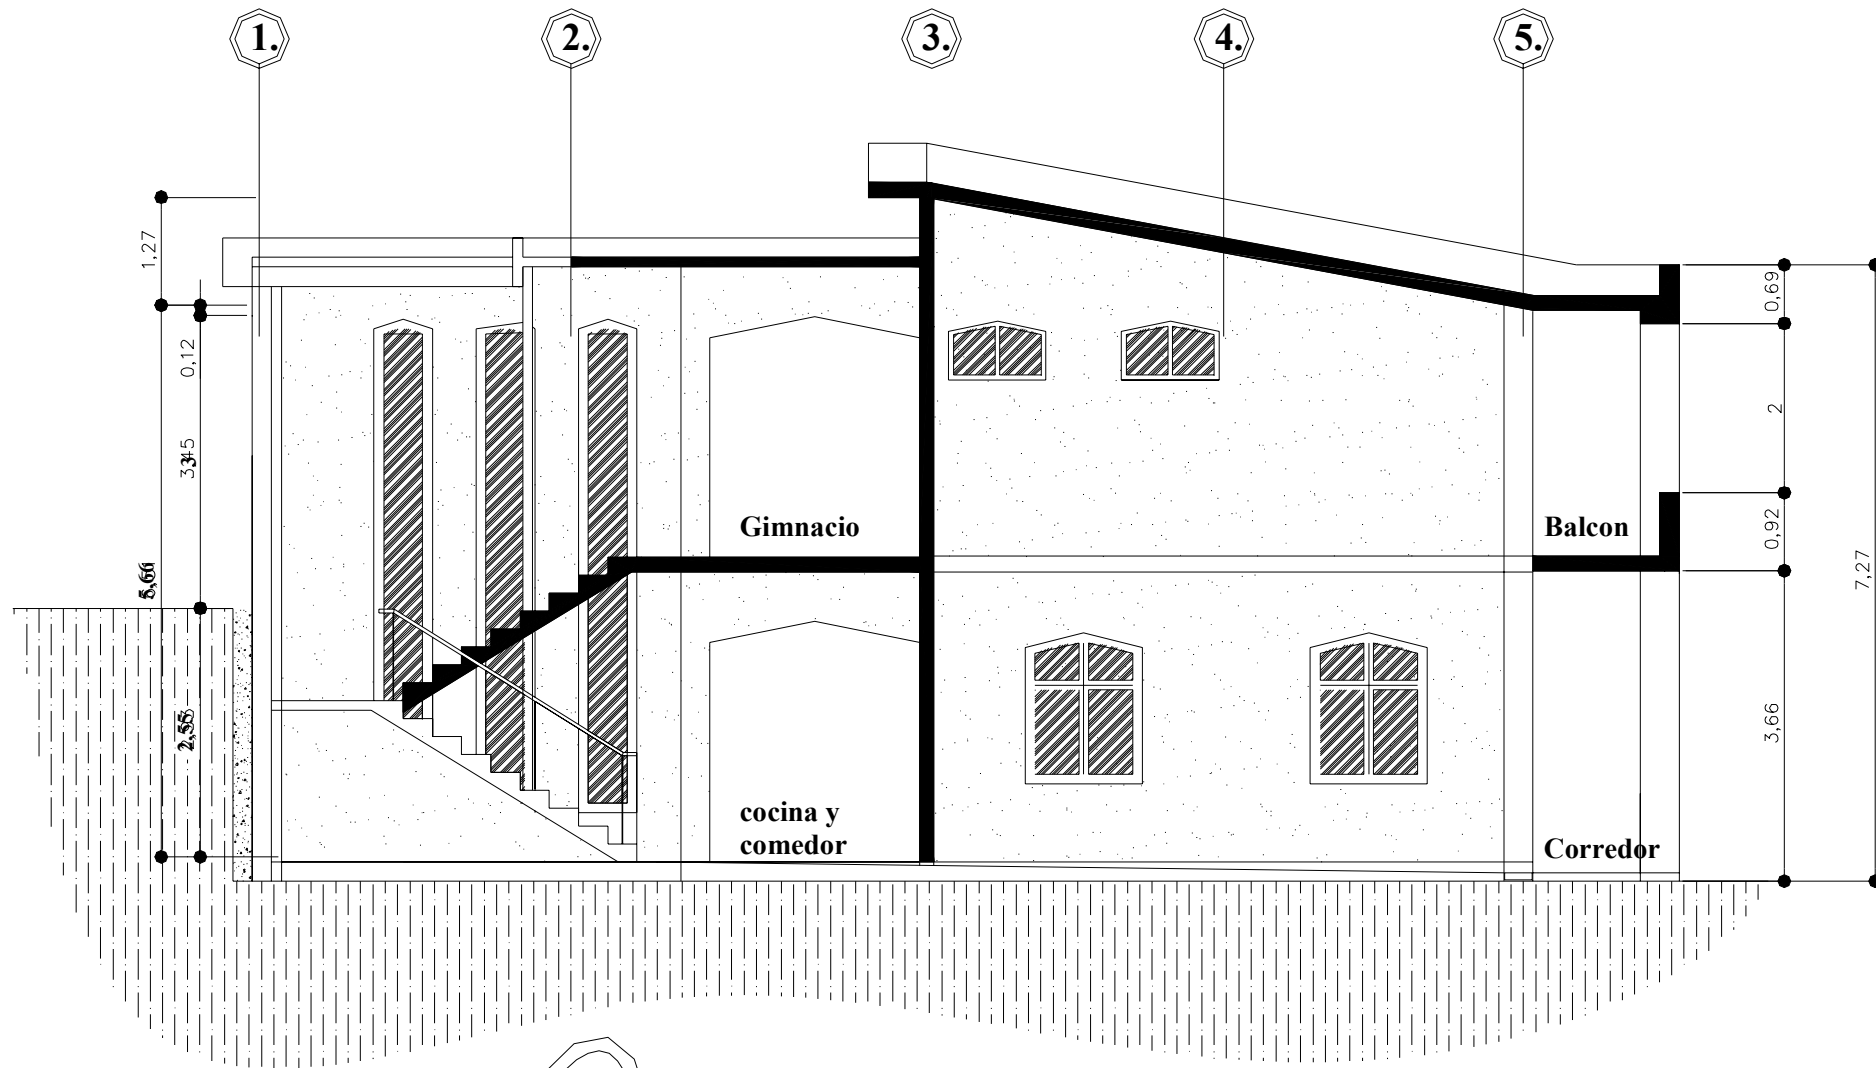 1.
2.
3.
4.
5.
1,27
0,12
0,69
2
0,92
7,27
3,66
Gimnacio
Balcon
cocina y
comedor
Corredor